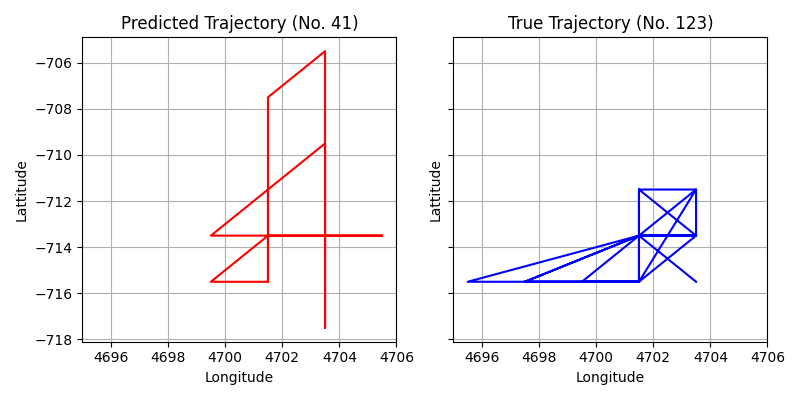 Predicted Trajectory (No. 41)
True Trajectory (No. 123)
Lattitude
−706
−708
−710
−712
−714
−716
−718
4696 4698 4700 4702 4704 4706
Longitude
Lattitude
4696 4698 4700 4702 4704 4706
Longitude